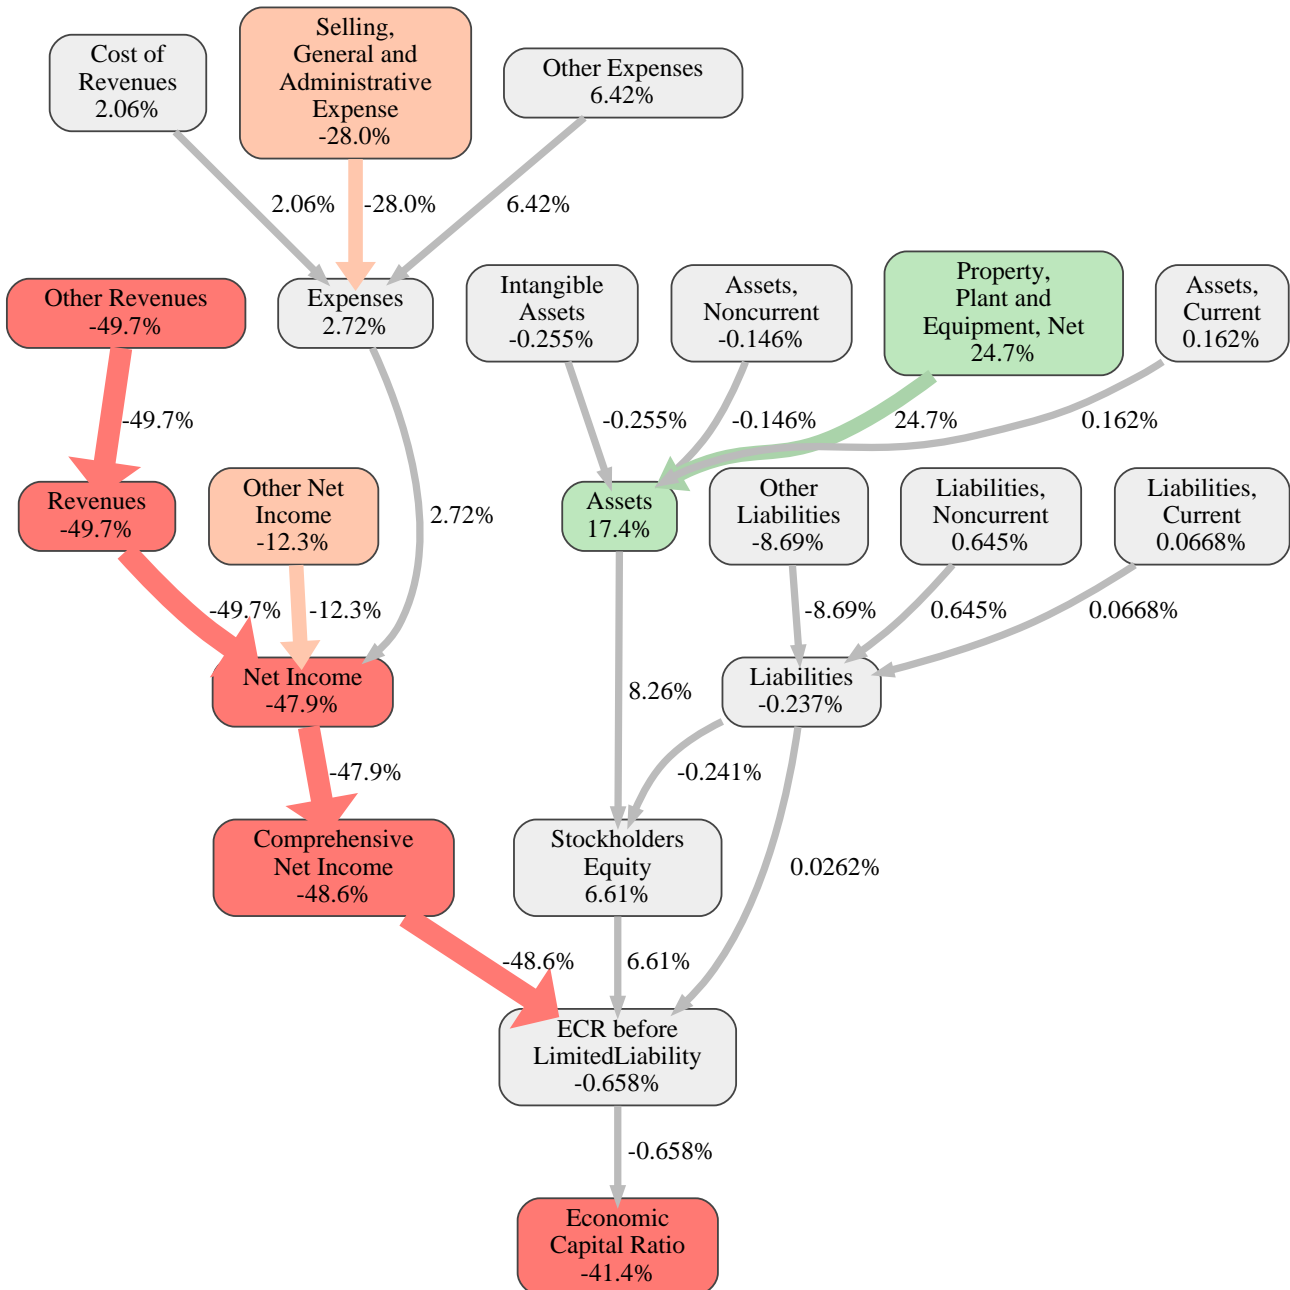 Cost of
Revenues
2.06%
Selling,
General and
Administrative
Expense
-28.0%
Other Expenses
6.42%
2.06%
-28.0%
6.42%
Other Revenues
-49.7%
Expenses
2.72%
Intangible
Assets
-0.255%
Assets,
Noncurrent
-0.146%
Property,
Plant and
Equipment, Net
24.7%
Assets,
Current
0.162%
-49.7%
-0.255%
-0.146%
24.7%
0.162%
Revenues
-49.7%
Other Net
Income
-12.3%
2.72%
Assets
17.4%
Other
Liabilities
-8.69%
Liabilities,
Noncurrent
0.645%
Liabilities,
Current
0.0668%
-49.7%
-12.3%
-8.69%
0.645%
0.0668%
Net Income
-47.9%
8.26%
Liabilities
-0.237%
-47.9%
-0.241%
Comprehensive
Net Income
-48.6%
Stockholders
Equity
6.61%
0.0262%
-48.6%
6.61%
ECR before
LimitedLiability
-0.658%
-0.658%
Economic
Capital Ratio
-41.4%